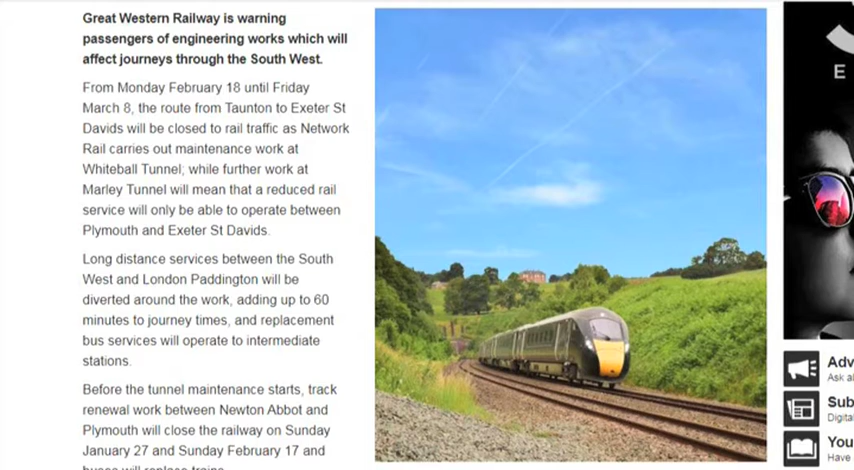 Great Western Railway is warning
passengers of engineering works which will
affect journeys through the South West.
From Monday February 18 until Friday
March 8, the route from Taunton to Exeter St
Davids will be closed to rail traffic as Network
Rail carries out maintenance work at
Whiteball Tunnel; while further work at
Marley Tunnel will mean that a reduced rail
service will only be able to operate between
Plymouth and Exeter St Davids.
Long distance services between the South
West and London Paddington will be
diverted around the work, adding up to 60
minutes to journey times, and replacement
bus services will operate to intermediate
stations.
Before the tunnel maintenance starts, track
renewal work between Newton Abbot and
Plymouth will close the railway on Sunday
January 27 and Sunday February 17 and
buses will replace trains.
E
Adv
Ask a
Sub
Digita
You
Have